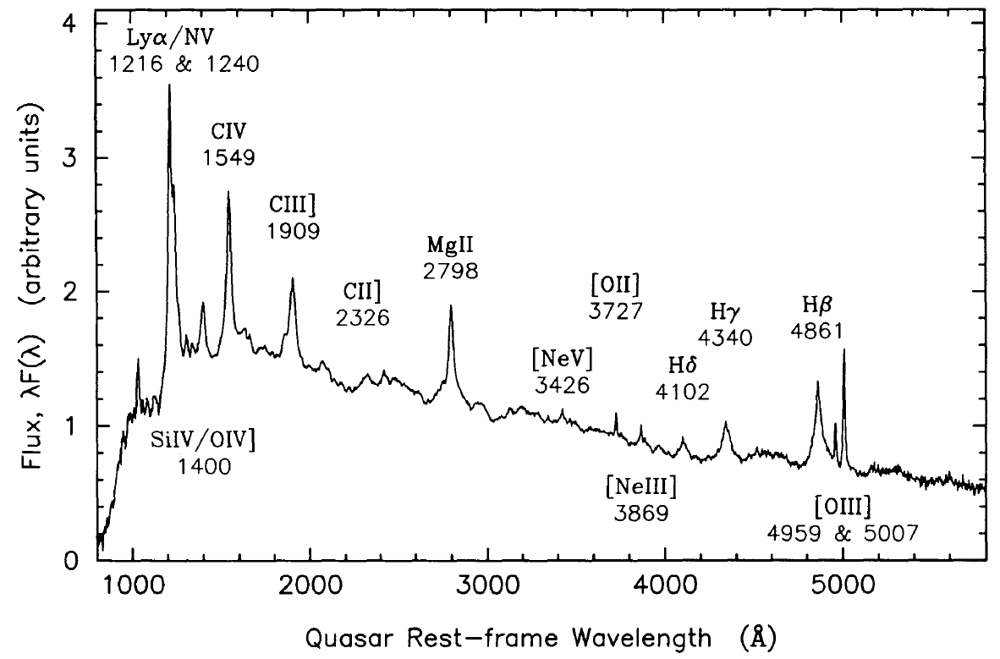 4
Lyα/NV
1216 & 1240
CIV
1549
3
CIII]
1909
MgII
2798
CII]
2326
2
[OII]
3727
Hγ
4340
Hβ
4861
[NeV]
3426
Hδ
4102
1
SiIV/OIV]
1400
[NeIII]
3869
[OIII]
4959 & 5007
0
1000 2000 3000 4000 5000
Quasar Rest-frame Wavelength (Å)
Flux, λF(λ) (arbitrary units)